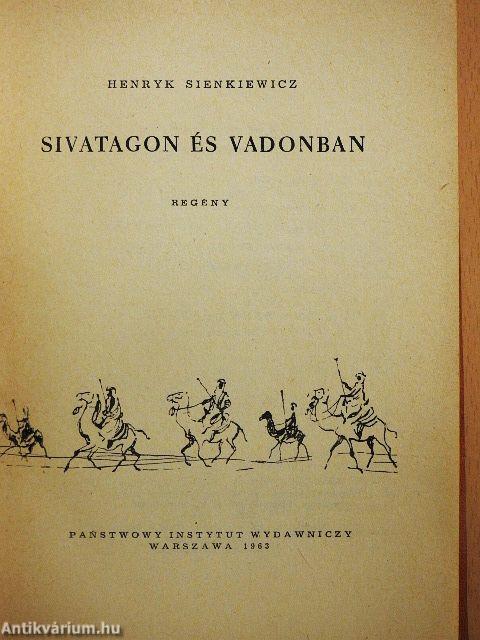 HENRYK SIENKIEWICZ
SIVATAGON ÉS VADONBAN
REGÉNY
PAŃSTWOWY INSTYTUT WYDAWNICZY
WARSZAWA 1963
Antikvárium.hu